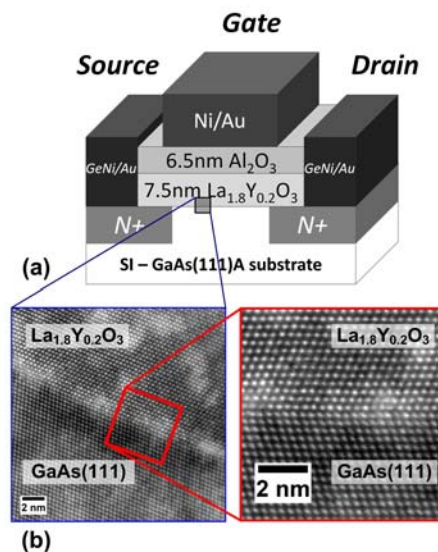 Gate
Source
Drain
Ni/Au
GeNi/Au
6.5nm Al₂O₃
GeNi/Au
7.5nm La₁.₈Y₀.₂O₃
N+
N+
(a)
SI – GaAs(111)A substrate
La₁.₈Y₀.₂O₃
La₁.₈Y₀.₂O₃
GaAs(111)
GaAs(111)
2 nm
2 nm
(b)